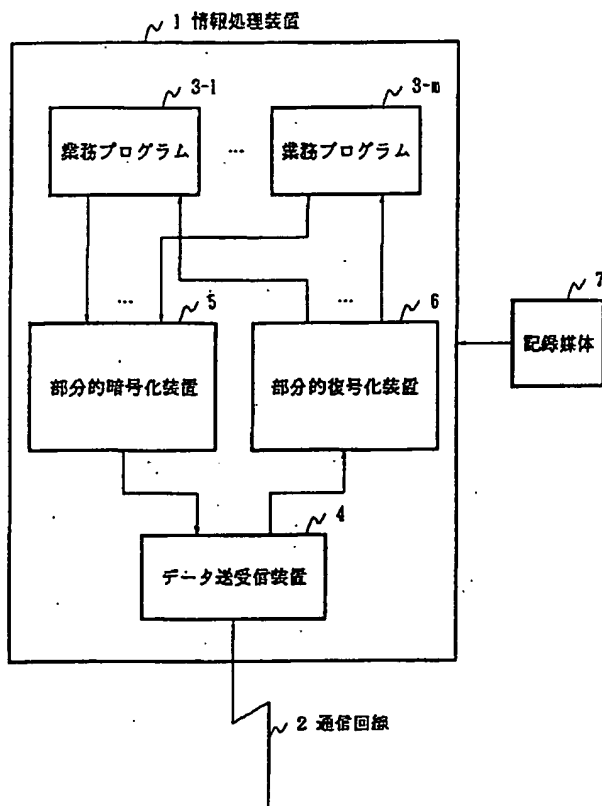 1 情報処理装置
3-1
3-m
業務プログラム
…
業務プログラム
7
…
5
…
6
記録媒体
部分的暗号化装置
部分的復号化装置
4
データ送受信装置
2 通信回線